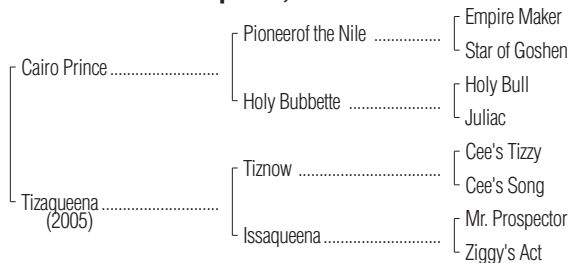 Empire Maker
Pioneerof the Nile ................
Star of Goshen
Cairo Prince ..........................
Holy Bull
Holy Bubbette ......................
Juliac
Cee's Tizzy
Tiznow ..................................
Cee's Song
Tizaqueena ............................
(2005)
Mr. Prospector
Issaqueena ............................
Ziggy's Act